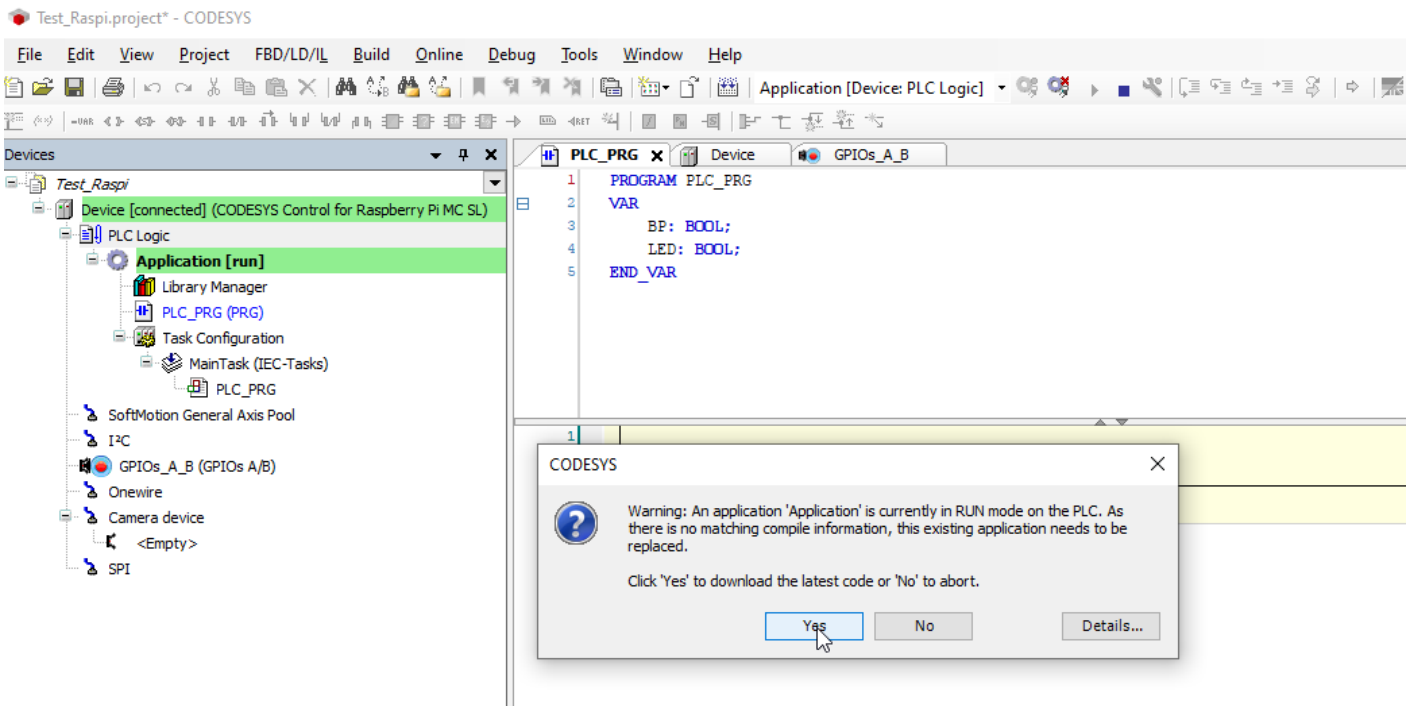 Test_Raspi.project* - CODESYS
File Edit View Project FBD/LD/IL Build Online Debug Tools Window Help
Application [Device: PLC Logic]
Devices
PLC_PRG Device GPIOs_A_B
Test_Raspi
Device [connected] (CODESYS Control for Raspberry Pi MC SL)
PLC Logic
Application [run]
Library Manager
PLC_PRG (PRG)
Task Configuration
MainTask (IEC-Tasks)
PLC_PRG
SoftMotion General Axis Pool
I²C
GPIOs_A_B (GPIOs A/B)
Onewire
Camera device
<Empty>
SPI
1 PROGRAM PLC_PRG
2 VAR
3 BP: BOOL;
4 LED: BOOL;
5 END_VAR
1
CODESYS
Warning: An application 'Application' is currently in RUN mode on the PLC. As
there is no matching compile information, this existing application needs to be
replaced.
Click 'Yes' to download the latest code or 'No' to abort.
Yes No Details...